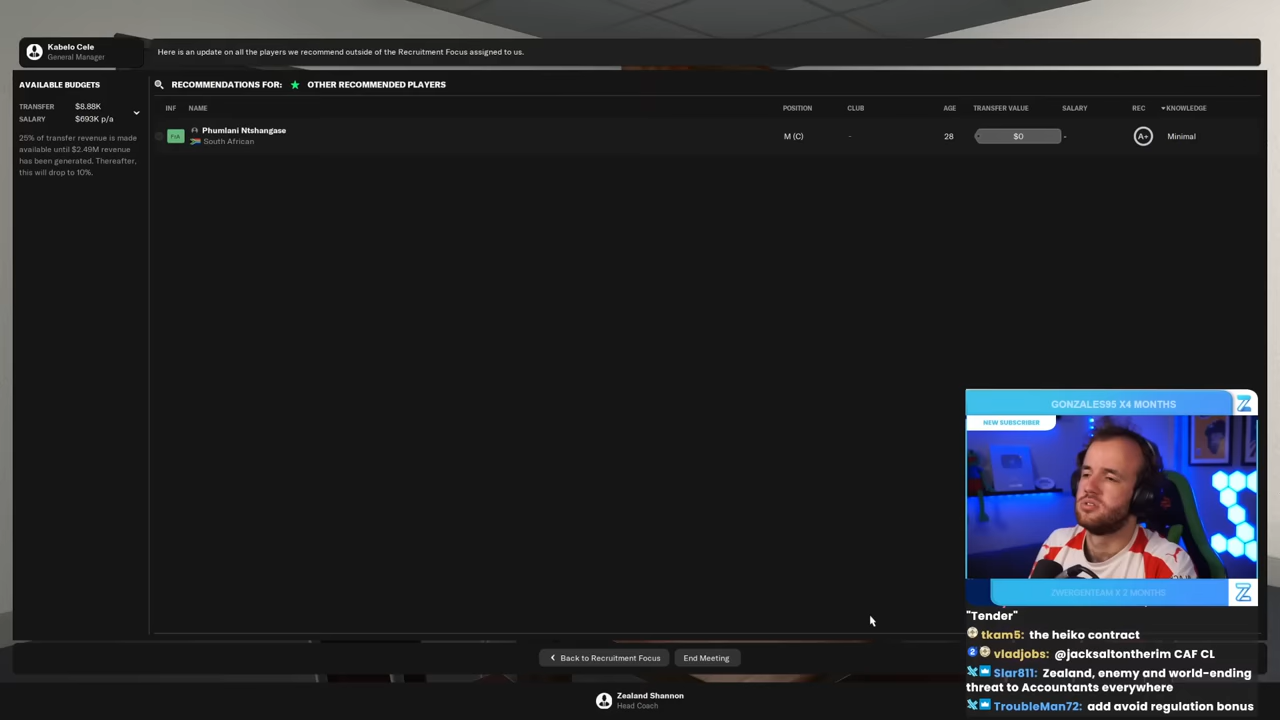 Kabelo Cele
General Manager
Here is an update on all the players we recommend outside of the Recruitment Focus assigned to us.
AVAILABLE BUDGETS
TRANSFER $8.88K
SALARY $693K p/a
25% of transfer revenue is made
available until $2.49M revenue
has been generated. Thereafter,
this will drop to 10%.
RECOMMENDATIONS FOR: OTHER RECOMMENDED PLAYERS
INF NAME POSITION CLUB AGE TRANSFER VALUE SALARY REC KNOWLEDGE
Phumlani Ntshangase
South African
M (C) - 28 $0 - A+ Minimal
GONZALES95 X4 MONTHS
NEW SUBSCRIBER
ZWERGENTEAM X 2 MONTHS
"Tender"
tkam5: the heiko contract
vladjobs: @jacksaltontherim CAF CL
Slar811: Zealand, enemy and world-ending
threat to Accountants everywhere
TroubleMan72: add avoid regulation bonus
Back to Recruitment Focus
End Meeting
Zealand Shannon
Head Coach